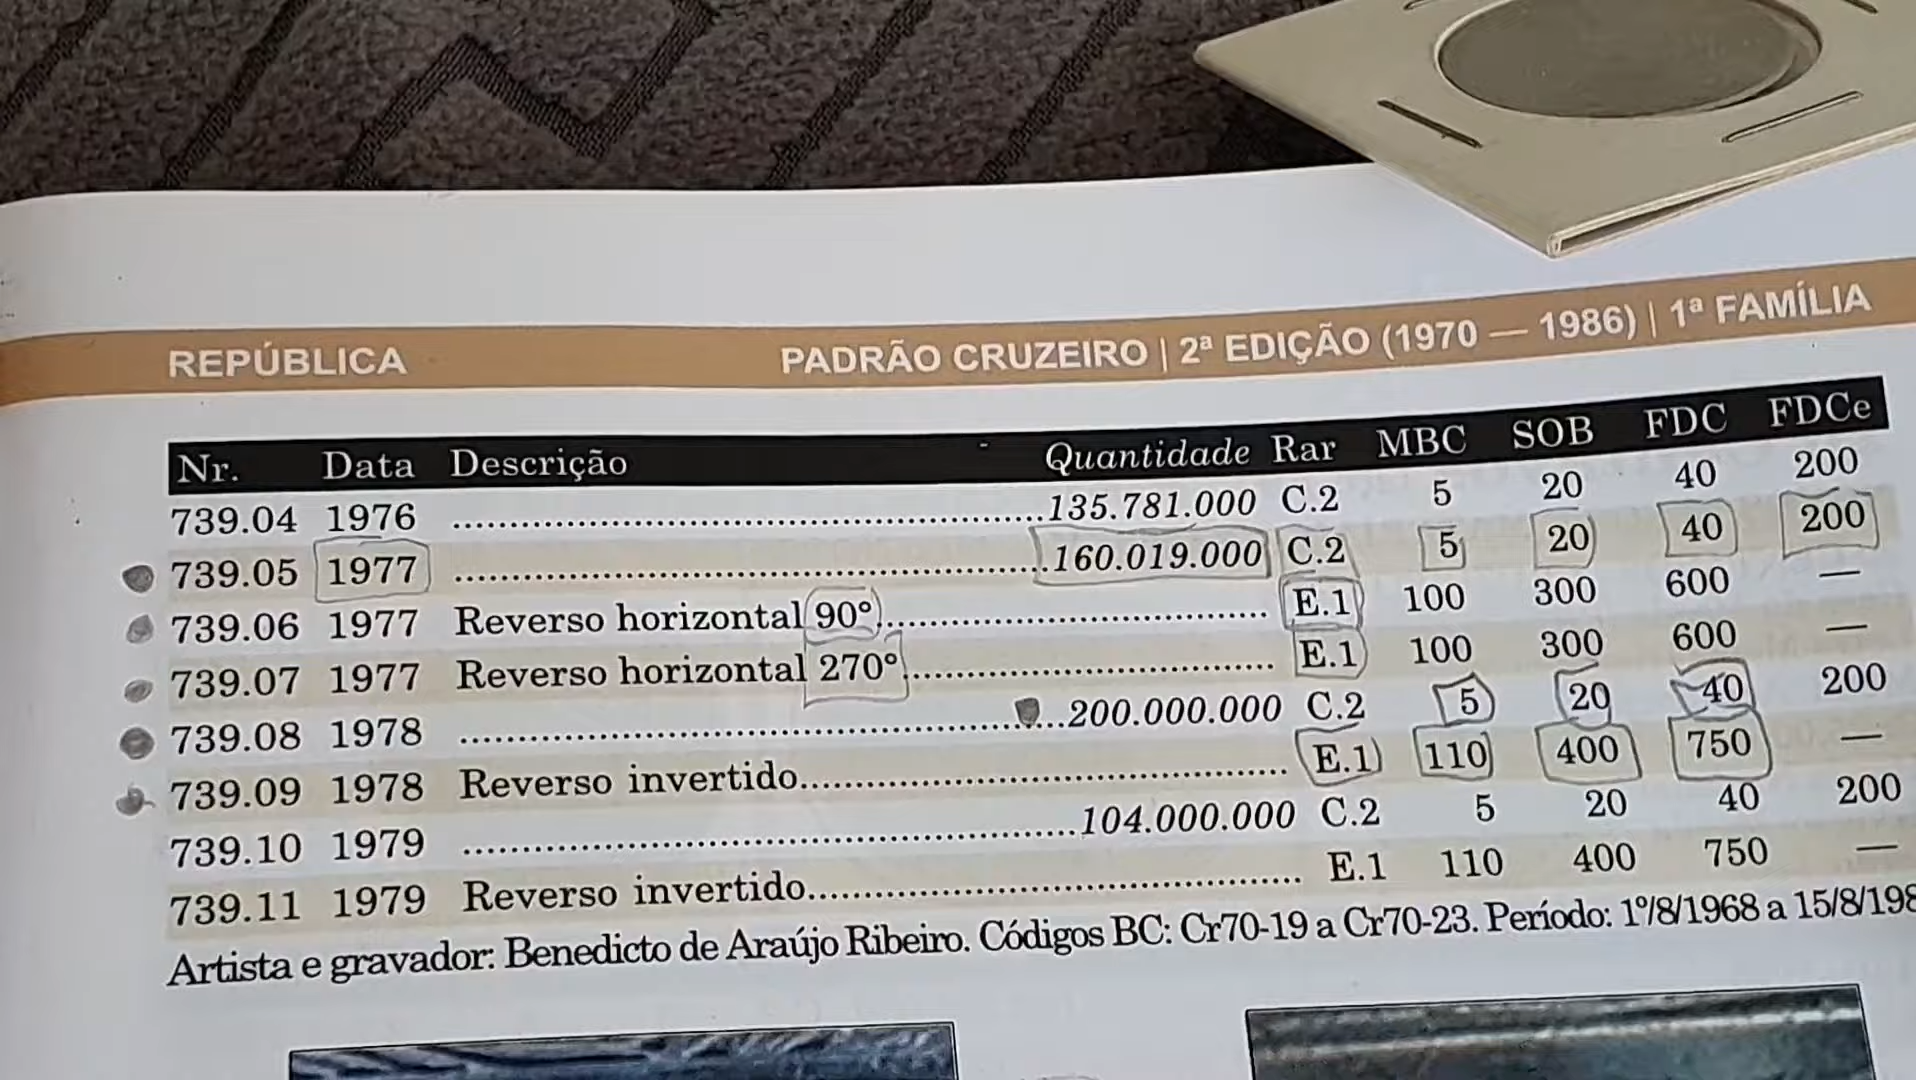 REPÚBLICA PADRÃO CRUZEIRO | 2ª EDIÇÃO (1970 — 1986) | 1ª FAMÍLIA
Nr. Data Descrição Quantidade Rar MBC SOB FDC FDCe
739.04 1976 ..........135.781.000 C.2 5 20 40 200
739.05 1977 ..........160.019.000 C.2 5 20 40 200
739.06 1977 Reverso horizontal 90°.......... E.1 100 300 600 —
739.07 1977 Reverso horizontal 270°.......... E.1 100 300 600 —
739.08 1978 ..........200.000.000 C.2 5 20 40 200
739.09 1978 Reverso invertido.......... E.1 110 400 750 —
739.10 1979 ..........104.000.000 C.2 5 20 40 200
739.11 1979 Reverso invertido.......... E.1 110 400 750 —
Artista e gravador: Benedicto de Araújo Ribeiro. Códigos BC: Cr70-19 a Cr70-23. Período: 1º/8/1968 a 15/8/198